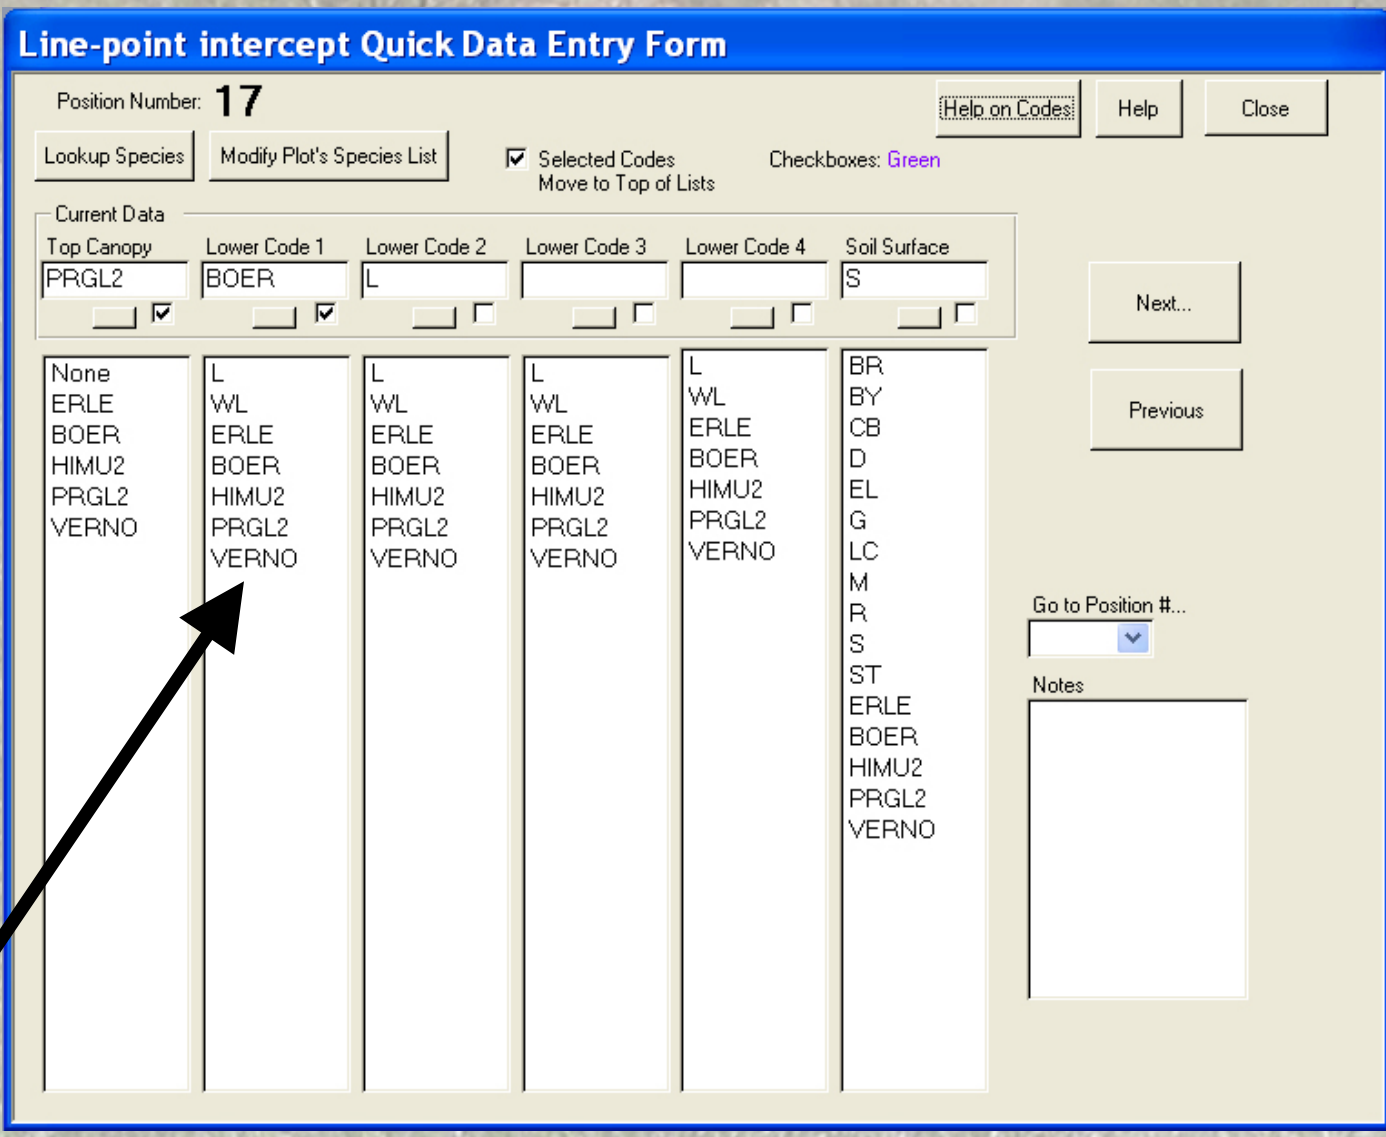 Line-point intercept Quick Data Entry Form
Position Number: 17
Help on Codes
Help
Close
Lookup Species
Modify Plot's Species List
Selected Codes
Move to Top of Lists
Checkboxes: Green
Current Data
Top Canopy
Lower Code 1
Lower Code 2
Lower Code 3
Lower Code 4
Soil Surface
PRGL2
BOER
L
S
Next...
Previous
None
ERLE
BOER
HIMU2
PRGL2
VERNO
L
WL
ERLE
BOER
HIMU2
PRGL2
VERNO
L
WL
ERLE
BOER
HIMU2
PRGL2
VERNO
L
WL
ERLE
BOER
HIMU2
PRGL2
VERNO
L
WL
ERLE
BOER
HIMU2
PRGL2
VERNO
BR
BY
CB
D
EL
G
LC
M
R
S
ST
ERLE
BOER
HIMU2
PRGL2
VERNO
Go to Position #...
Notes